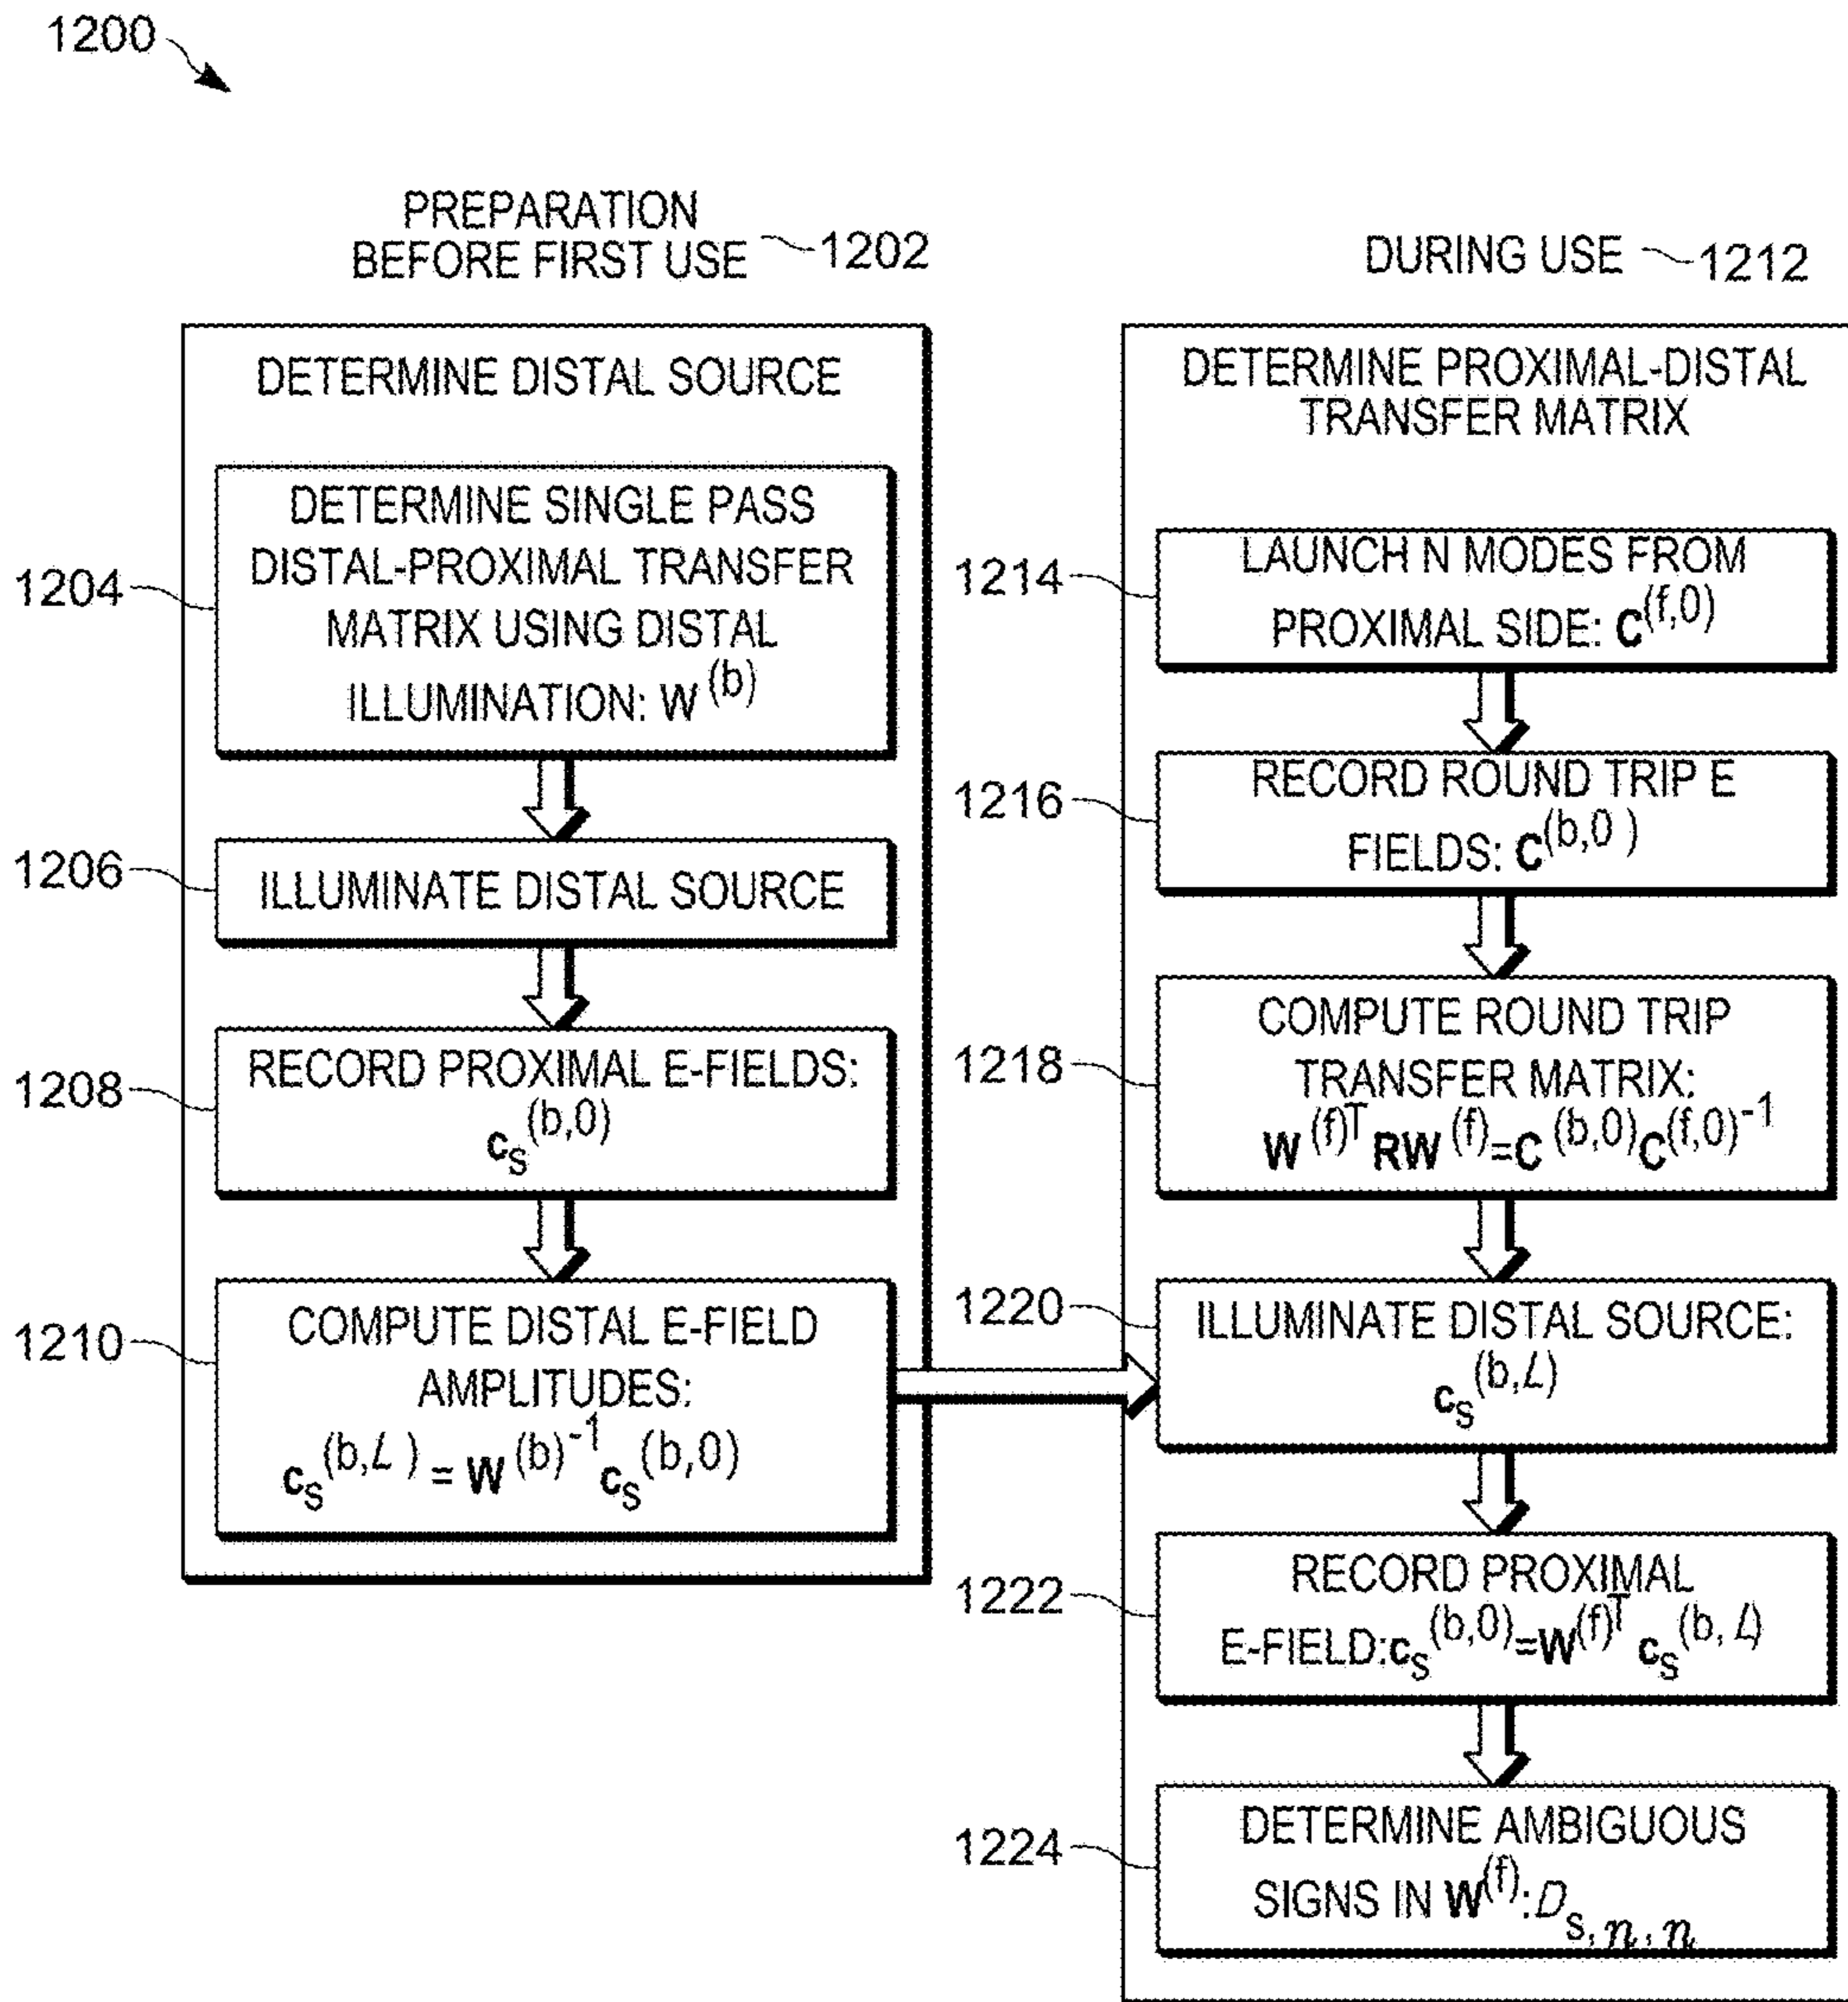 1200
PREPARATION
BEFORE FIRST USE 1202
DETERMINE DISTAL SOURCE
1204
DETERMINE SINGLE PASS
DISTAL-PROXIMAL TRANSFER
MATRIX USING DISTAL
ILLUMINATION: W^(b)
1206
ILLUMINATE DISTAL SOURCE
1208
RECORD PROXIMAL E-FIELDS:
c_s^(b,0)
1210
COMPUTE DISTAL E-FIELD
AMPLITUDES:
c_s^(b,L) = W^(b)^-1 c_s^(b,0)
DURING USE 1212
DETERMINE PROXIMAL-DISTAL
TRANSFER MATRIX
1214
LAUNCH N MODES FROM
PROXIMAL SIDE: C^(f,0)
1216
RECORD ROUND TRIP E
FIELDS: C^(b,0)
1218
COMPUTE ROUND TRIP
TRANSFER MATRIX:
W^(f)^T RW^(f)=C^(b,0)C^(f,0)^-1
1220
ILLUMINATE DISTAL SOURCE:
c_s^(b,L)
1222
RECORD PROXIMAL
E-FIELD:c_s^(b,0)=W^(f)^T c_s^(b,L)
1224
DETERMINE AMBIGUOUS
SIGNS IN W^(f):D_s,n,n